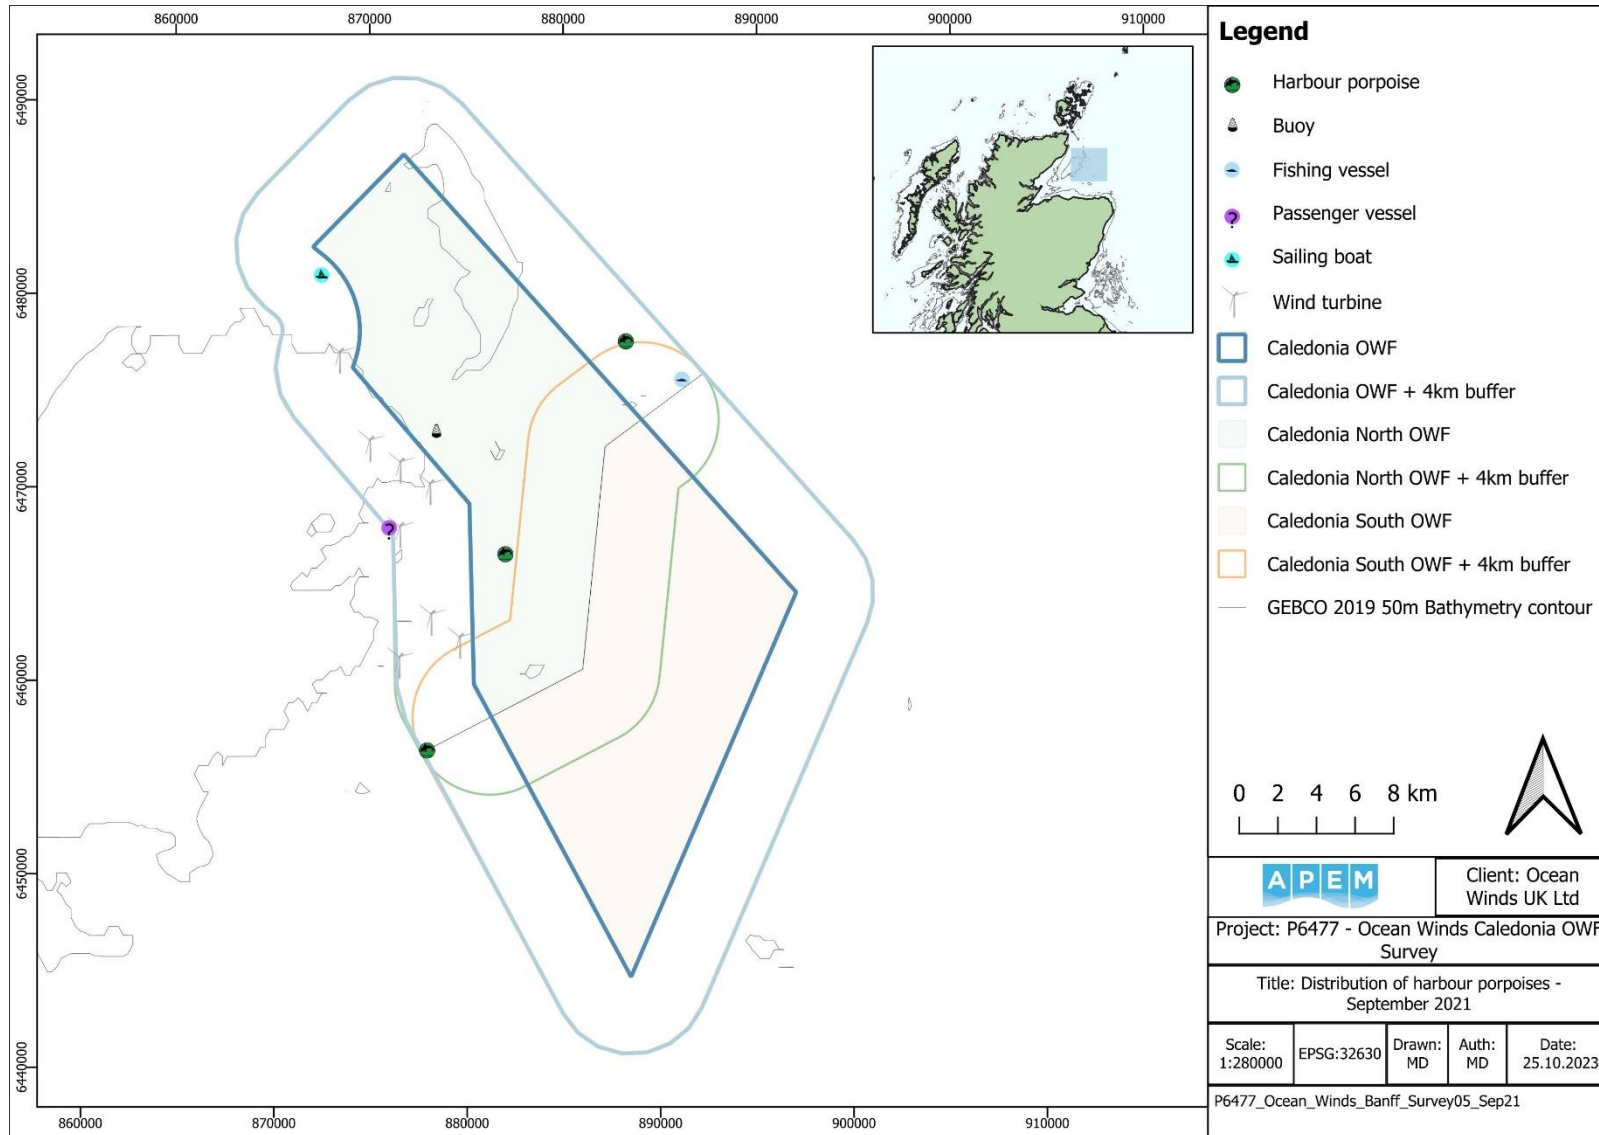 860000 870000 880000 890000 900000 910000
6490000
6480000
6470000
6460000
6450000
6440000
860000 870000 880000 890000 900000 910000
Legend
Harbour porpoise
Buoy
Fishing vessel
Passenger vessel
Sailing boat
Wind turbine
Caledonia OWF
Caledonia OWF + 4km buffer
Caledonia North OWF
Caledonia North OWF + 4km buffer
Caledonia South OWF
Caledonia South OWF + 4km buffer
GEBCO 2019 50m Bathymetry contour
0 2 4 6 8 km
APEM
Client: Ocean
Winds UK Ltd
Project: P6477 - Ocean Winds Caledonia OWF
Survey
Title: Distribution of harbour porpoises -
September 2021
Scale:
1:280000
EPSG:32630
Drawn:
MD
Auth:
MD
Date:
25.10.2023
P6477_Ocean_Winds_Banff_Survey05_Sep21